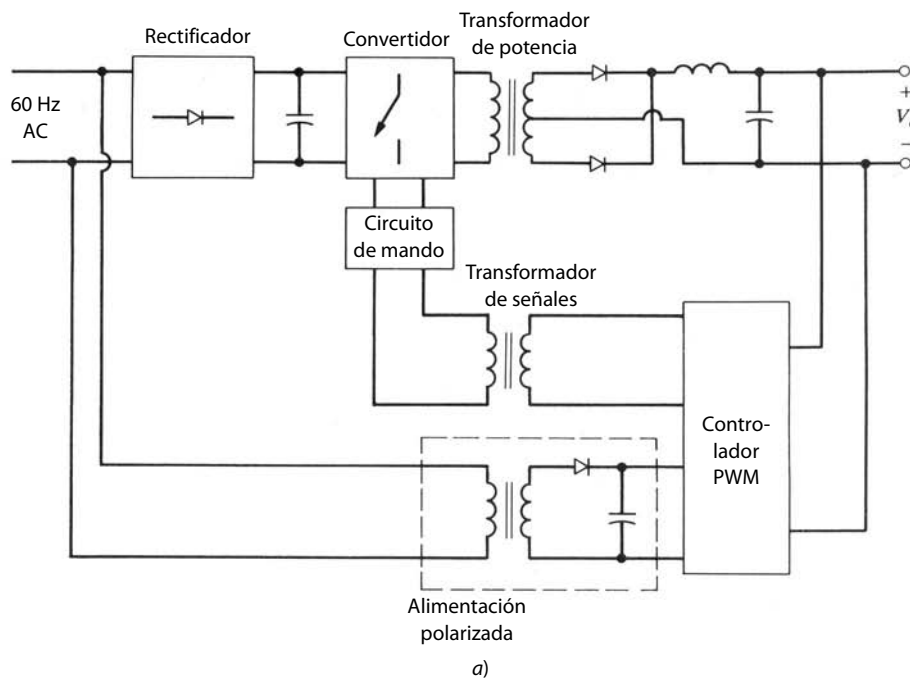 Rectificador
Convertidor
Transformador
de potencia
60 Hz
AC
+
−
Circuito
de mando
Transformador
de señales
Contro-
lador
PWM
Alimentación
polarizada
a)